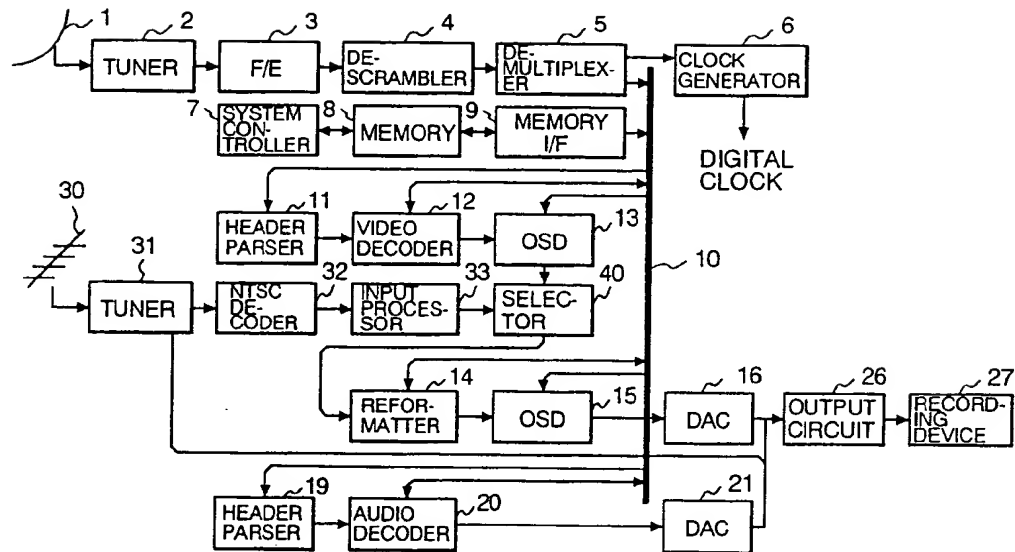 1 2 3 4 5 6
TUNER
F/E
DE-
SCRAMBLER
DE-
MULTIPLEX-
ER
CLOCK
GENERATOR
7 8 9
SYSTEM
CON-
TROLLER
MEMORY
MEMORY
I/F
DIGITAL
CLOCK
30
11 12 13
HEADER
PARSER
VIDEO
DECODER
OSD
10
31 32 33 40
TUNER
NTSC
DE-
CODER
INPUT
PROCES-
SOR
SELEC-
TOR
14 15 16 26 27
REFOR-
MATTER
OSD
DAC
OUTPUT
CIRCUIT
RECORD-
ING
DEVICE
19 20 21
HEADER
PARSER
AUDIO
DECODER
DAC